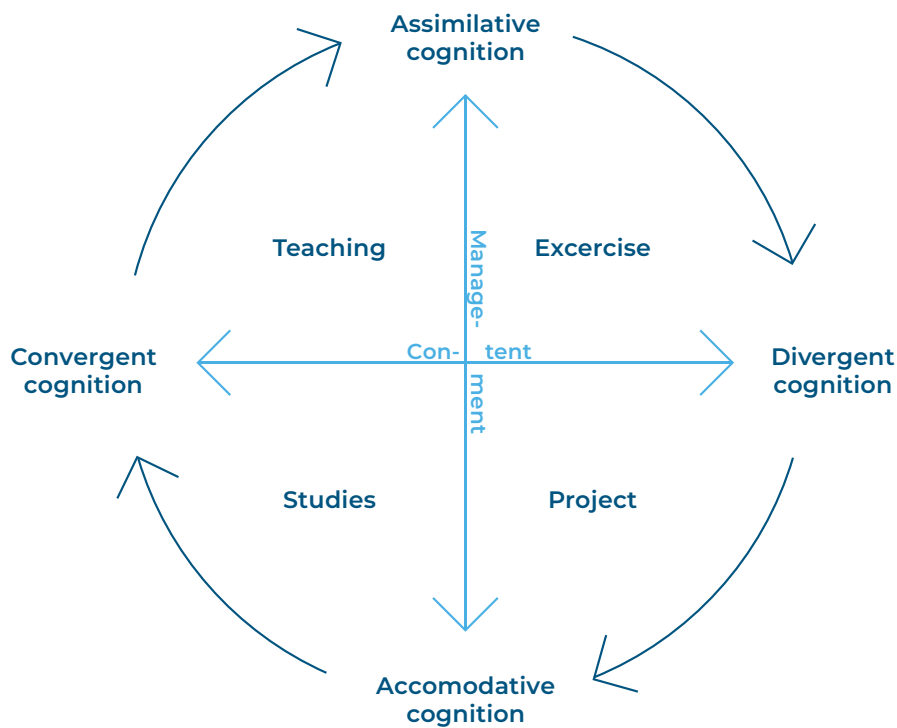 Assimilative
cognition
Teaching
Excercise
Manage-
ment
Con- tent
Convergent
cognition
Divergent
cognition
Studies
Project
Accomodative
cognition